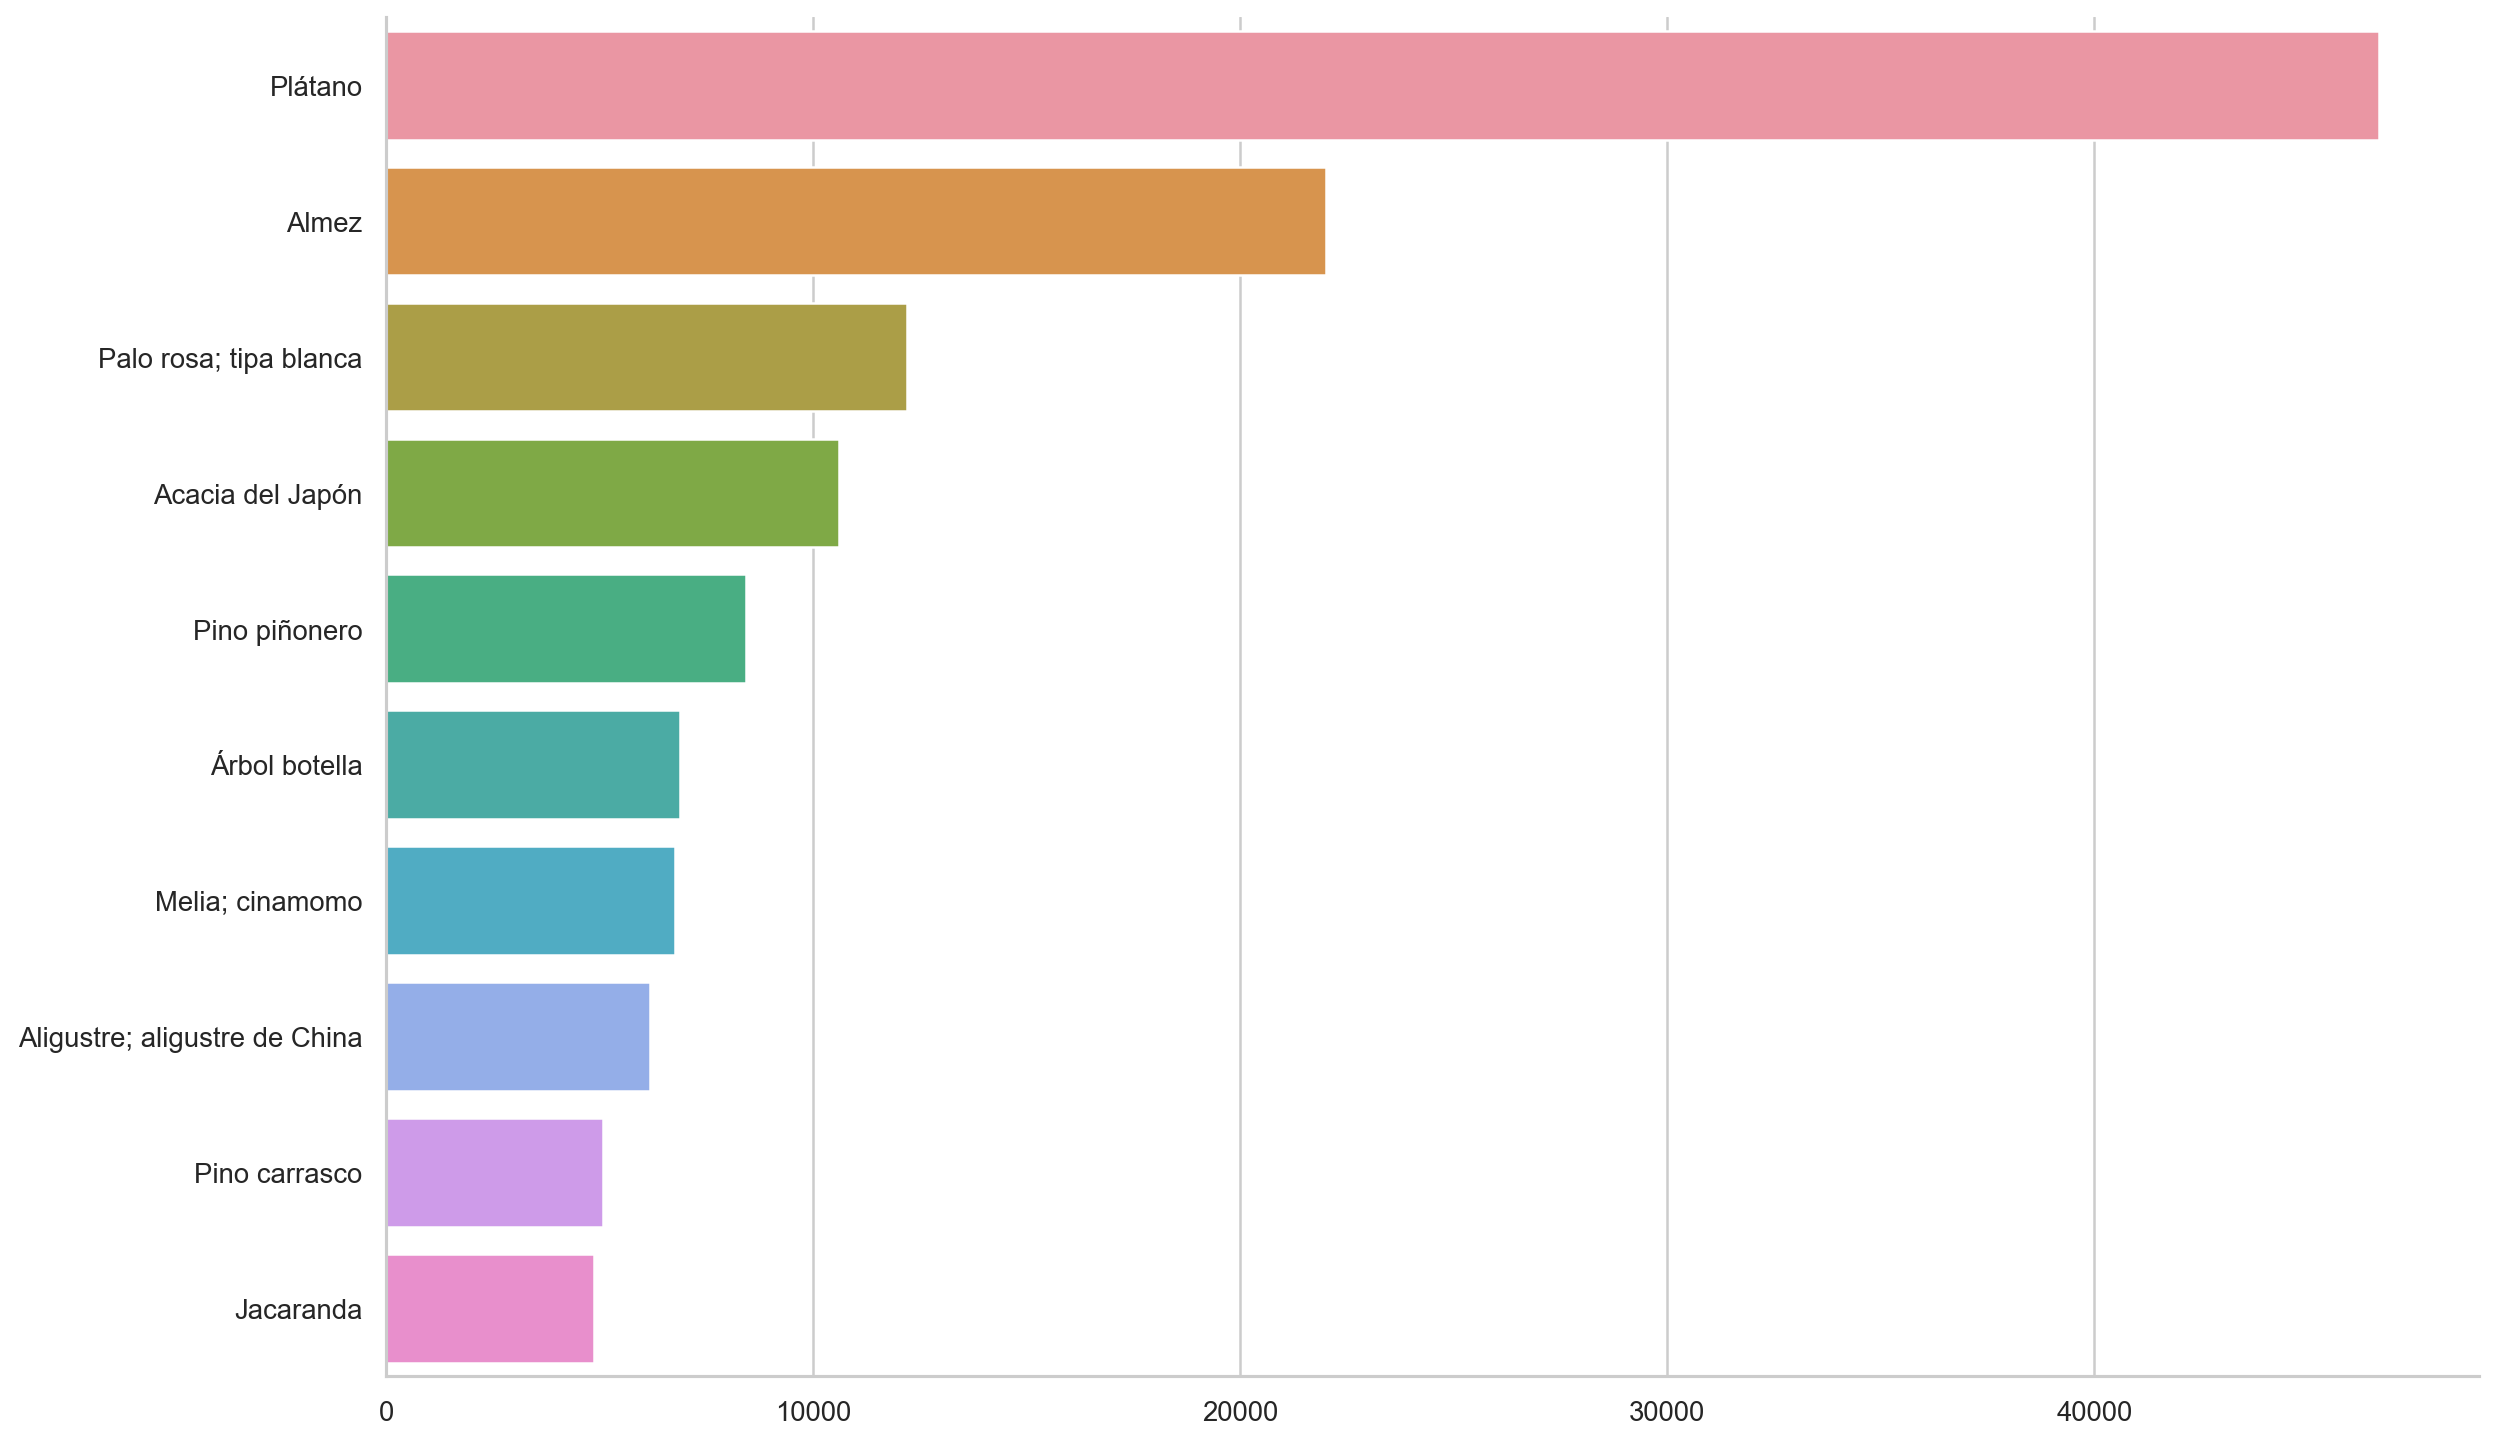 Plátano
Almez
Palo rosa; tipa blanca
Acacia del Japón
Pino piñonero
Árbol botella
Melia; cinamomo
Aligustre; aligustre de China
Pino carrasco
Jacaranda
0 10000 20000 30000 40000